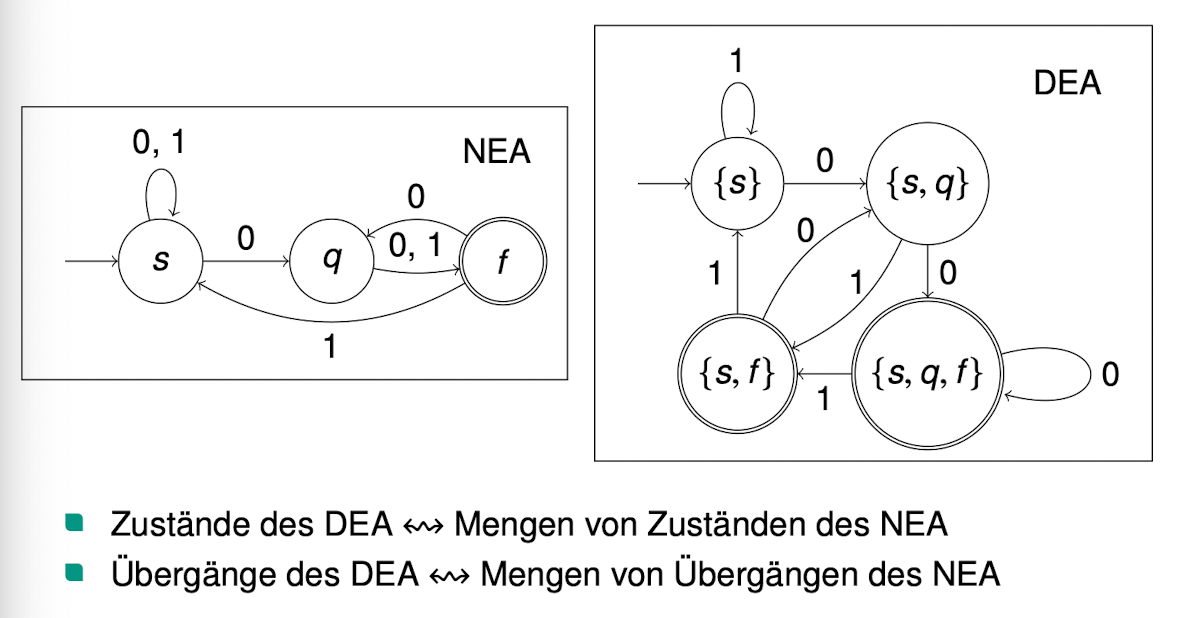 NEA
0, 1
s
0
q
0
0, 1
f
1
DEA
1
{s}
0
{s, q}
1
0
1
0
{s, f}
1
{s, q, f}
0
Zustände des DEA ↭ Mengen von Zuständen des NEA
Übergänge des DEA ↭ Mengen von Übergängen des NEA